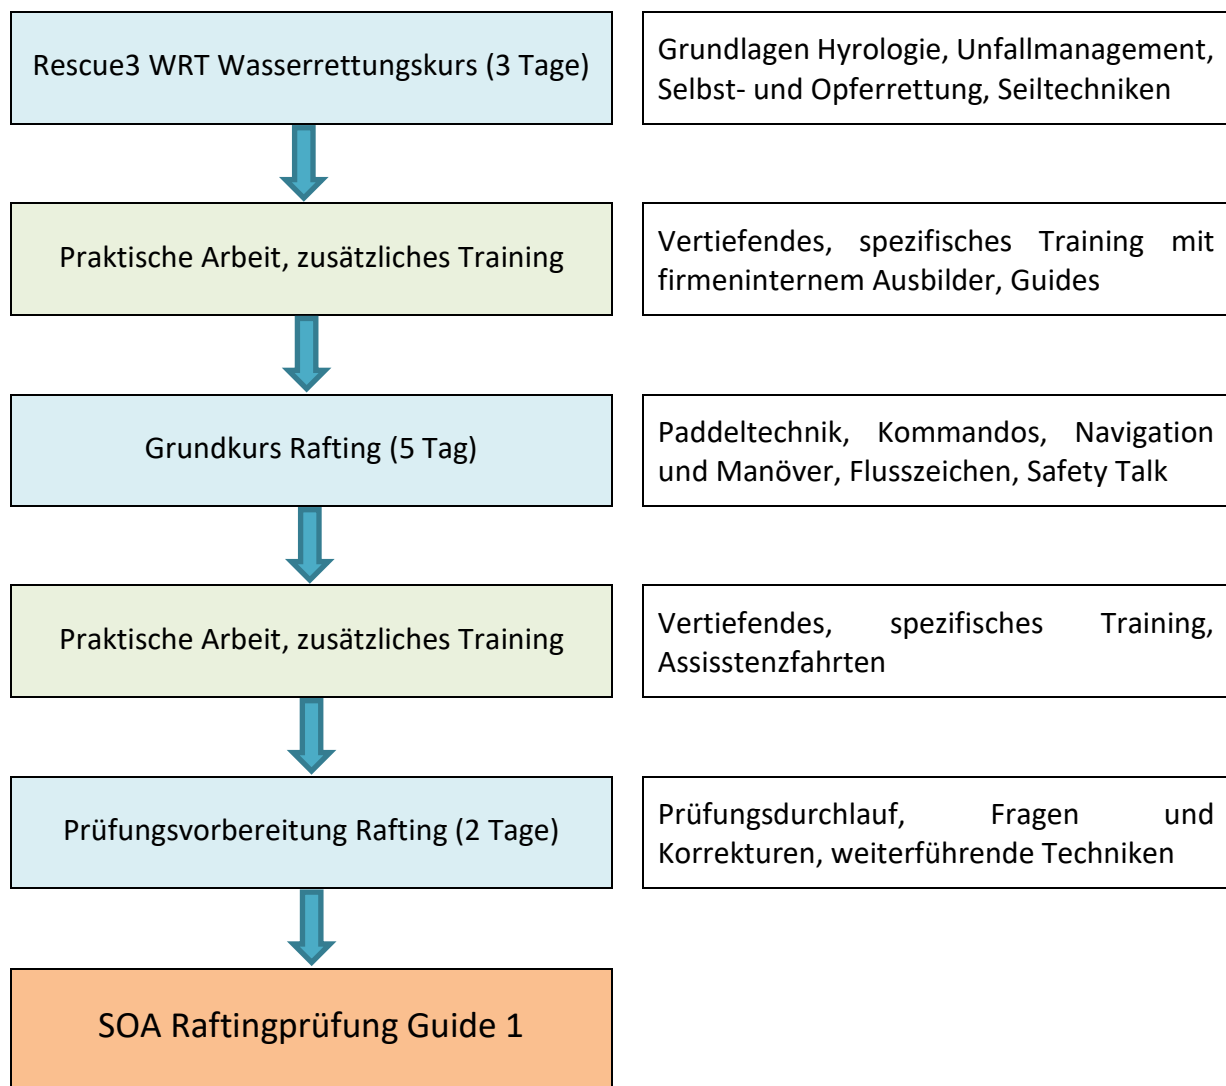 Rescue3 WRT Wasserrettungskurs (3 Tage)
Grundlagen Hyrologie, Unfallmanagement,
Selbst- und Opferrettung, Seiltechniken
Praktische Arbeit, zusätzliches Training
Vertiefendes, spezifisches Training mit
firmeninternem Ausbilder, Guides
Grundkurs Rafting (5 Tag)
Paddeltechnik, Kommandos, Navigation
und Manöver, Flusszeichen, Safety Talk
Praktische Arbeit, zusätzliches Training
Vertiefendes, spezifisches Training,
Assisstenzfahrten
Prüfungsvorbereitung Rafting (2 Tage)
Prüfungsdurchlauf, Fragen und
Korrekturen, weiterführende Techniken
SOA Raftingprüfung Guide 1